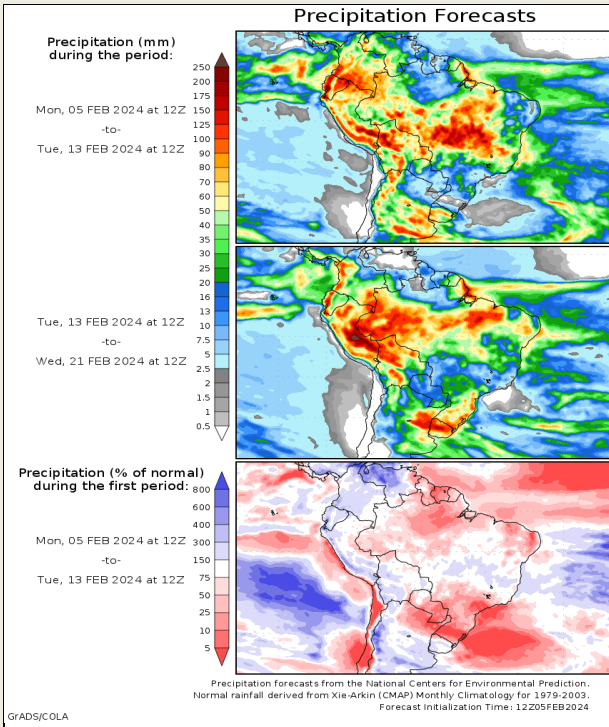 Precipitation Forecasts
Precipitation (mm)
during the period:
Mon, 05 FEB 2024 at 12Z
-to-
Tue, 13 FEB 2024 at 12Z
250
200
175
150
125
100
90
80
70
60
50
40
35
30
25
20
16
13
10
7.5
5
2.5
2
1.5
1
0.5
Tue, 13 FEB 2024 at 12Z
-to-
Wed, 21 FEB 2024 at 12Z
Precipitation (% of normal)
during the first period:
Mon, 05 FEB 2024 at 12Z
-to-
Tue, 13 FEB 2024 at 12Z
800
600
400
300
150
75
50
25
10
5
Precipitation forecasts from the National Centers for Environmental Prediction.
Normal rainfall derived from Xie-Arkin (CMAP) Monthly Climatology for 1979-2003.
Forecast Initialization Time: 12Z05FEB2024
GrADS/COLA